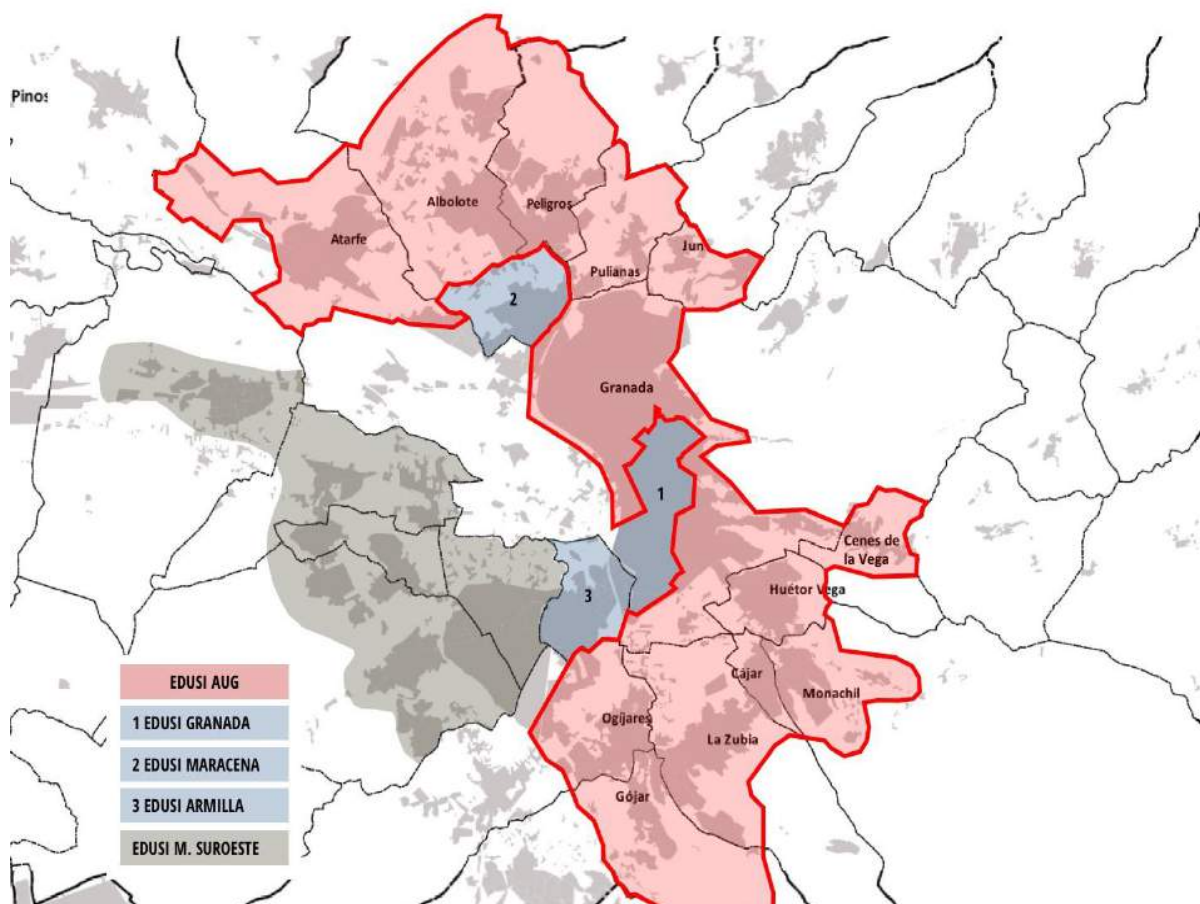 Pinos
Albolote
Peligros
Atarfe
Jun
Pulianas
2
Granada
1
Cenes de
la Vega
Huétor Vega
3
Cájar
Monachil
Ogíjares
La Zubia
Gójar
EDUSI AUG
1 EDUSI GRANADA
2 EDUSI MARACENA
3 EDUSI ARMILLA
EDUSI M. SUROESTE